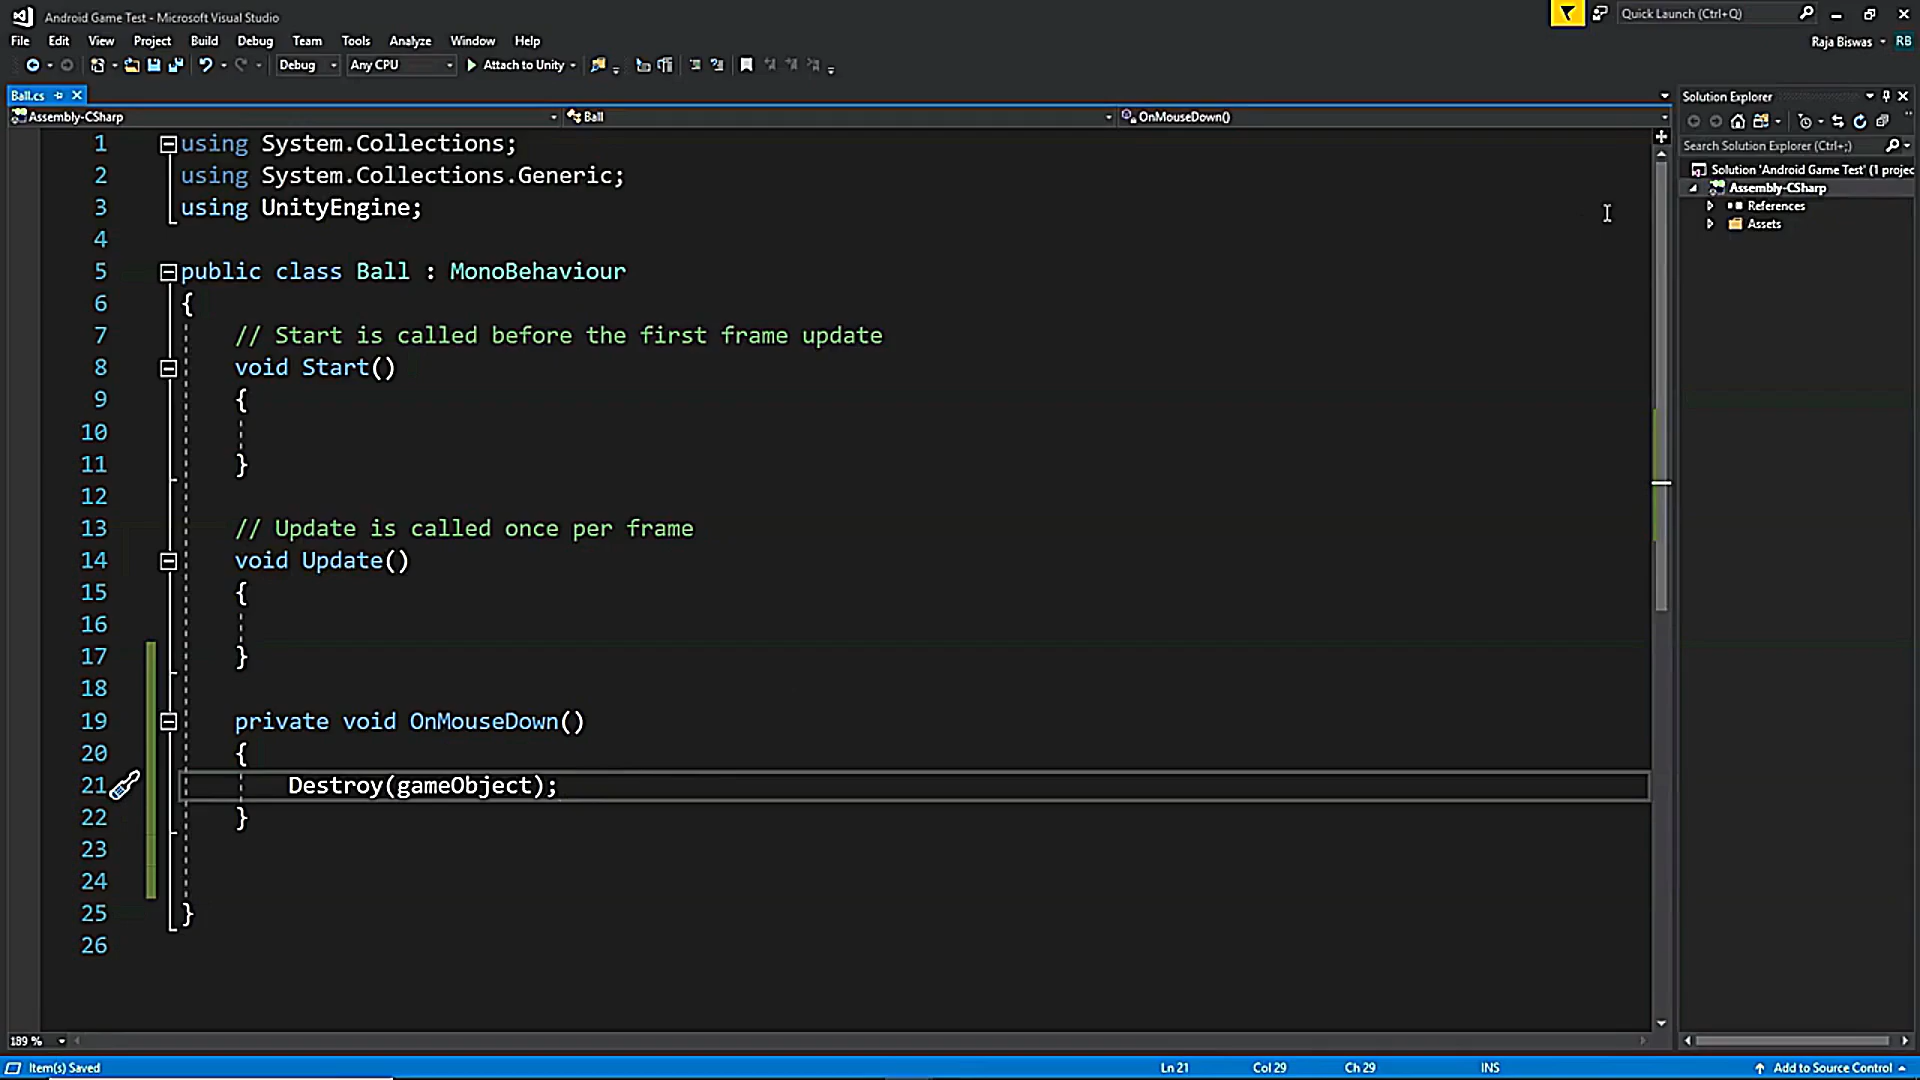 Android Game Test - Microsoft Visual Studio
Quick Launch (Ctrl+Q)
File Edit View Project Build Debug Team Tools Analyze Window Help
Raja Biswas RB
Debug Any CPU Attach to Unity
Ball.cs
Solution Explorer
Assembly-CSharp Ball OnMouseDown()
Search Solution Explorer (Ctrl+;)
Solution 'Android Game Test' (1 projec
Assembly-CSharp
References
Assets
1 using System.Collections;
2 using System.Collections.Generic;
3 using UnityEngine;
4
5 public class Ball : MonoBehaviour
6 {
7 // Start is called before the first frame update
8 void Start()
9 {
10
11 }
12
13 // Update is called once per frame
14 void Update()
15 {
16
17 }
18
19 private void OnMouseDown()
20 {
21 Destroy(gameObject);
22 }
23
24
25 }
26
189 %
Item(s) Saved Ln 21 Col 29 Ch 29 INS Add to Source Control